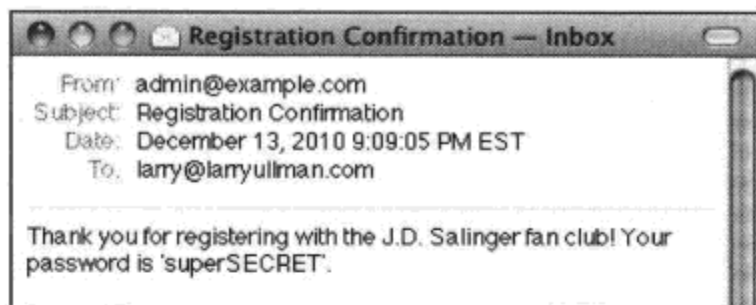 Registration Confirmation — Inbox
From: admin@example.com
Subject: Registration Confirmation
Date: December 13, 2010 9:09:05 PM EST
To: larry@larryullman.com
Thank you for registering with the J.D. Salinger fan club! Your
password is 'superSECRET'.